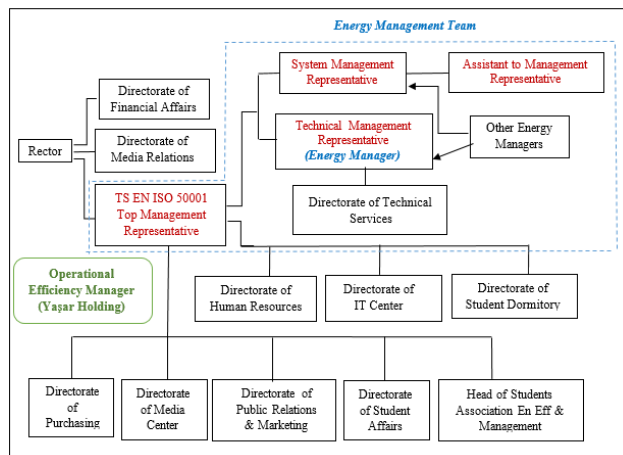 Energy Management Team
System Management
Representative
Assistant to Management
Representative
Directorate of
Financial Affairs
Technical Management
Representative
(Energy Manager)
Other Energy
Managers
Rector
Directorate of
Media Relations
TS EN ISO 50001
Top Management
Representative
Directorate of Technical
Services
Operational
Efficiency Manager
(Yaşar Holding)
Directorate of
Human Resources
Directorate of
IT Center
Directorate of
Student Dormitory
Directorate
of
Purchasing
Directorate
of Media
Center
Directorate of
Public Relations
& Marketing
Directorate
of Student
Affairs
Head of Students
Association En Eff &
Management